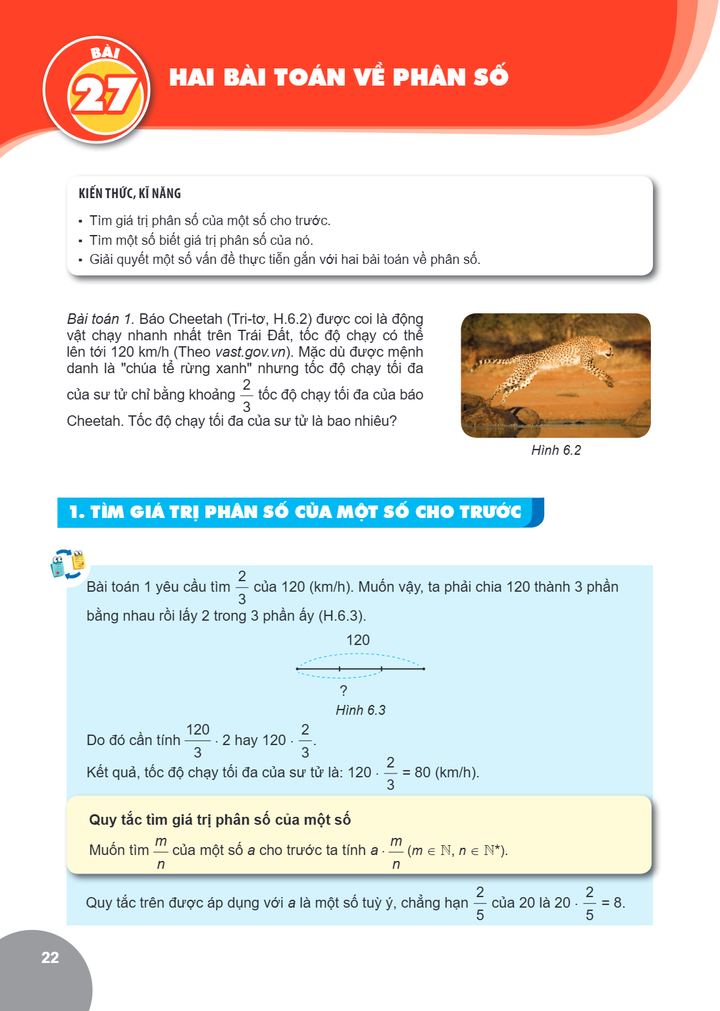 BÀI
27
HAI BÀI TOÁN VỀ PHÂN SỐ
KIẾN THỨC, KĨ NĂNG
▪ Tìm giá trị phân số của một số cho trước.
▪ Tìm một số biết giá trị phân số của nó.
▪ Giải quyết một số vấn đề thực tiễn gắn với hai bài toán về phân số.
Bài toán 1. Báo Cheetah (Tri-tơ, H.6.2) được coi là động
vật chạy nhanh nhất trên Trái Đất, tốc độ chạy có thể
lên tới 120 km/h (Theo vast.gov.vn). Mặc dù được mệnh
danh là "chúa tể rừng xanh" nhưng tốc độ chạy tối đa
của sư tử chỉ bằng khoảng 2/3 tốc độ chạy tối đa của báo
Cheetah. Tốc độ chạy tối đa của sư tử là bao nhiêu?
Hình 6.2
1. TÌM GIÁ TRỊ PHÂN SỐ CỦA MỘT SỐ CHO TRƯỚC
Bài toán 1 yêu cầu tìm 2/3 của 120 (km/h). Muốn vậy, ta phải chia 120 thành 3 phần
bằng nhau rồi lấy 2 trong 3 phần ấy (H.6.3).
120
?
Hình 6.3
Do đó cần tính 120/3 · 2 hay 120 · 2/3.
Kết quả, tốc độ chạy tối đa của sư tử là: 120 · 2/3 = 80 (km/h).
Quy tắc tìm giá trị phân số của một số
Muốn tìm m/n của một số a cho trước ta tính a · m/n (m ∈ ℕ, n ∈ ℕ*).
Quy tắc trên được áp dụng với a là một số tuỳ ý, chẳng hạn 2/5 của 20 là 20 · 2/5 = 8.
22